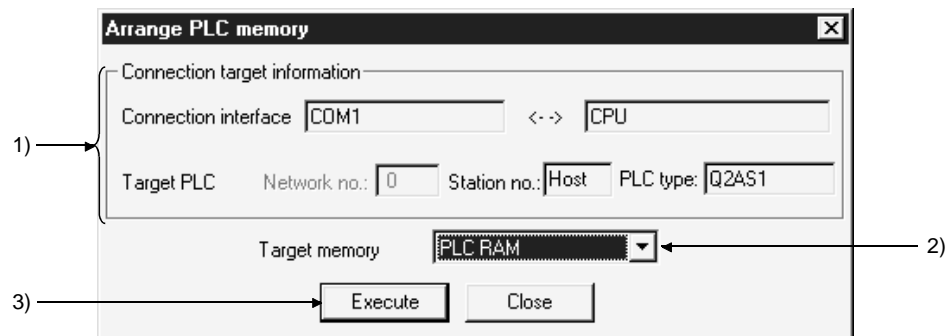 Arrange PLC memory
Connection target information
Connection interface COM1 <--> CPU
1)
Target PLC Network no.: 0 Station no.: Host PLC type: Q2AS1
Target memory PLC RAM 2)
3) Execute Close